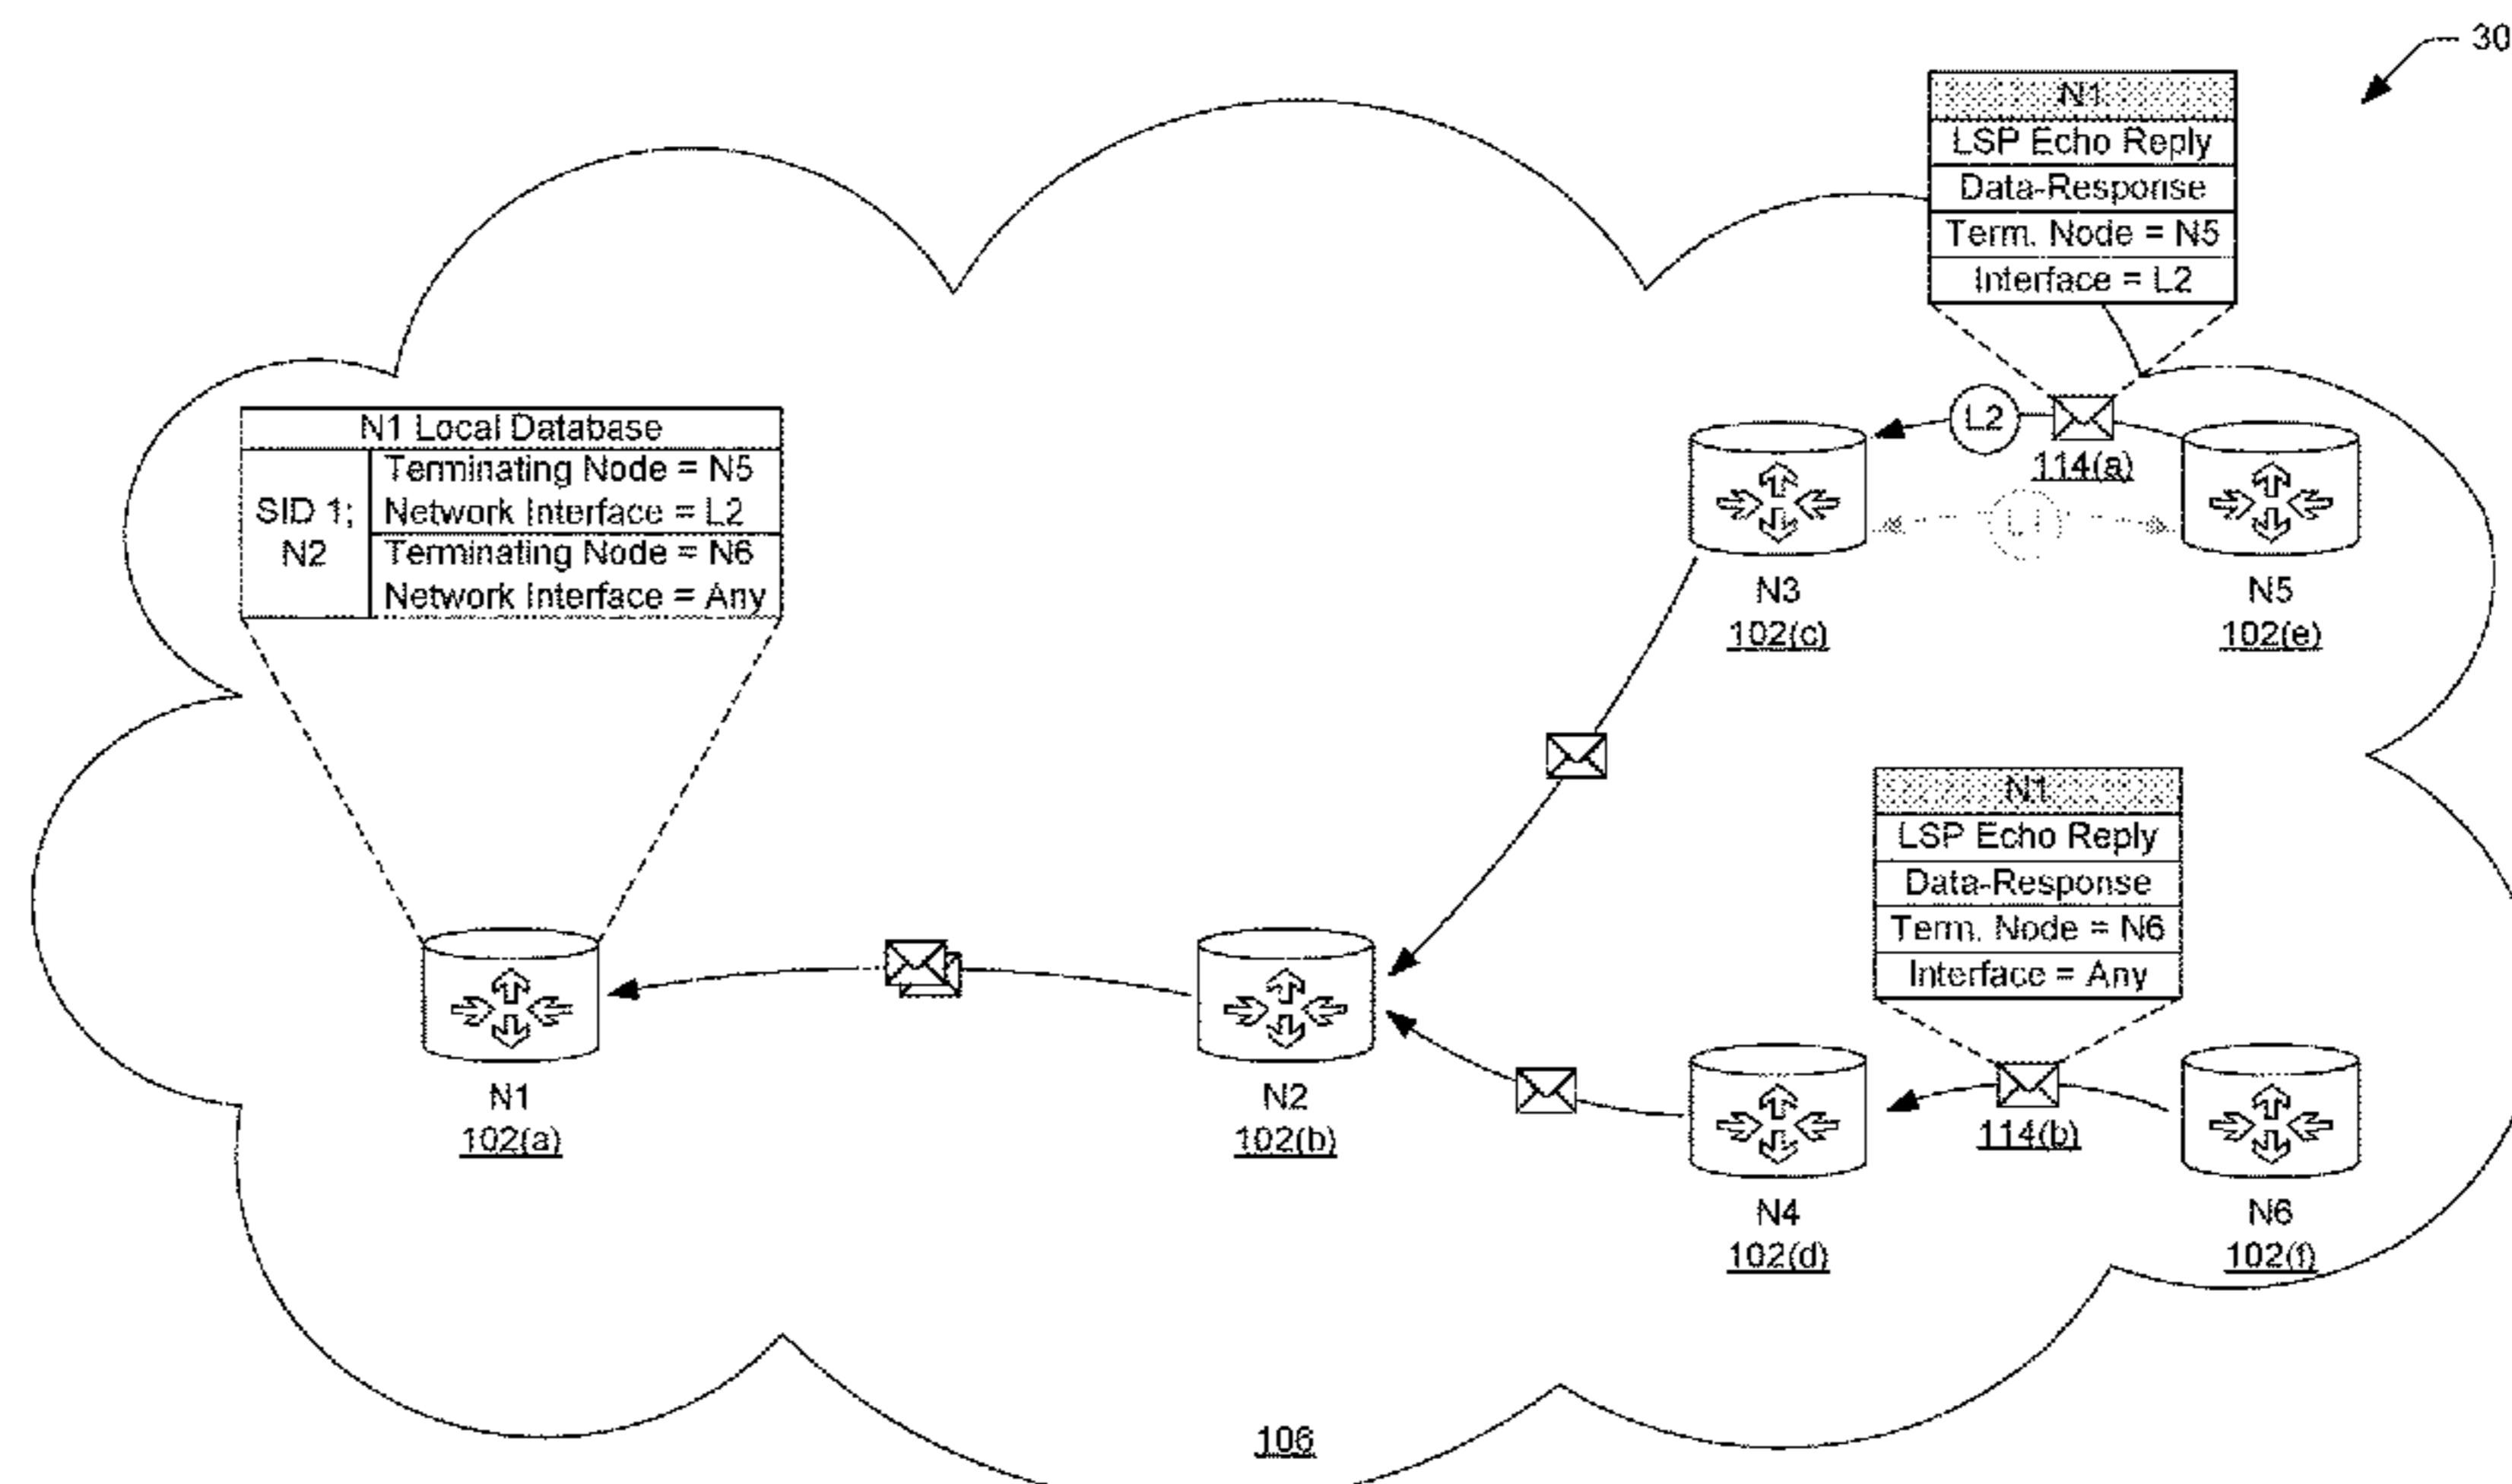 30
N1
LSP Echo Reply
Data-Response
Term. Node = N5
Interface = L2
N1 Local Database
SID 1;
N2
Terminating Node = N5
Network Interface = L2
Terminating Node = N6
Network Interface = Any
L2
114(a)
L1
N3
102(c)
N5
102(e)
N1
LSP Echo Reply
Data-Response
Term. Node = N6
Interface = Any
114(b)
N1
102(a)
N2
102(b)
N4
102(d)
N6
102(f)
106